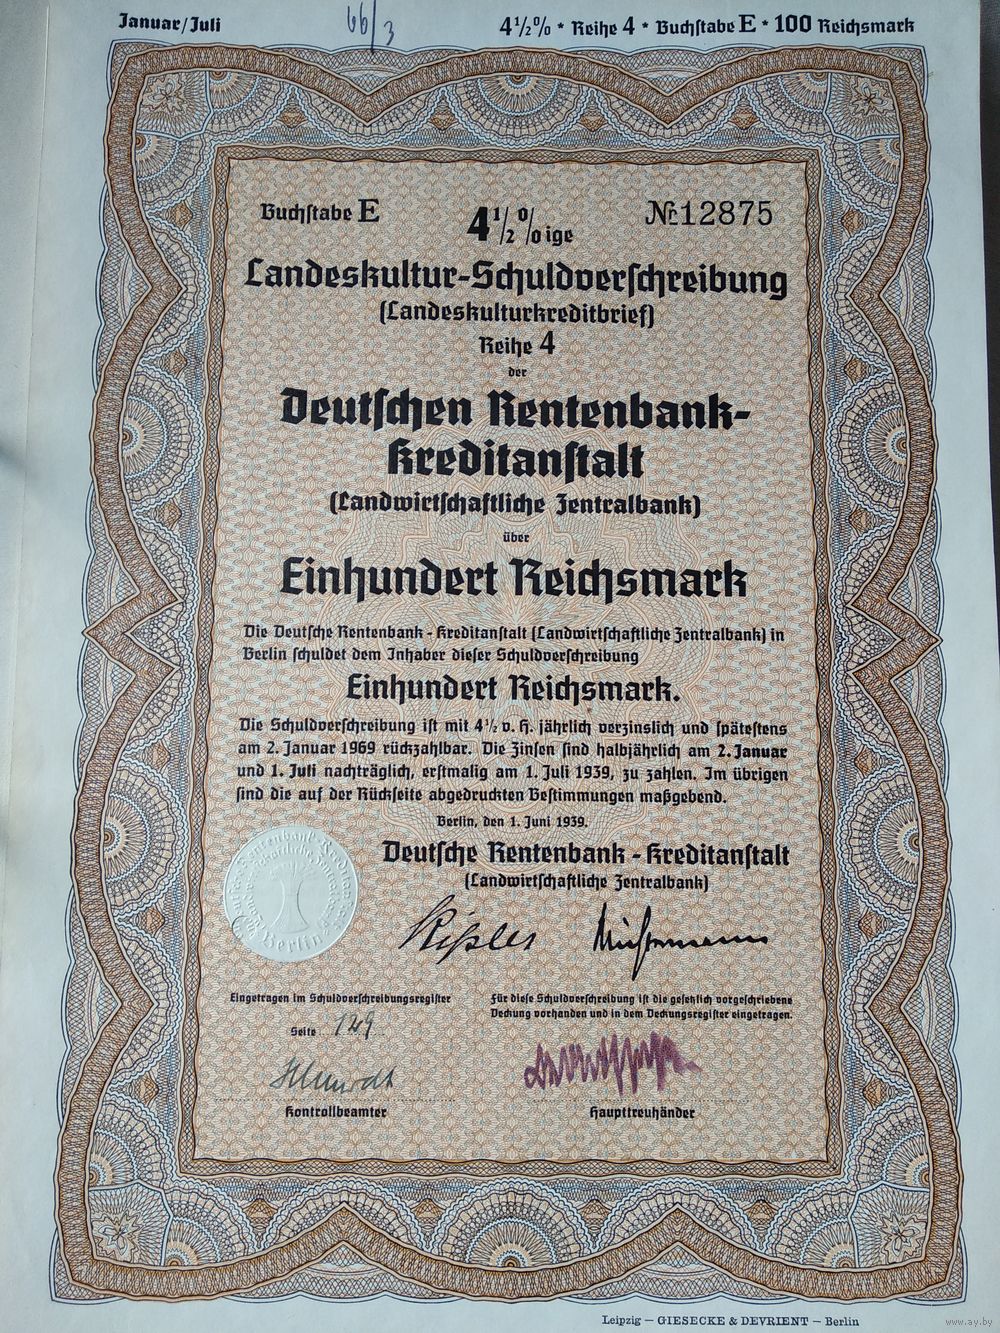 Januar/Juli 66/3 4½% * Reihe 4 * Buchstabe E * 100 Reichsmark
Buchstabe E 4½%ige № 12875
Landeskultur-Schuldverschreibung
(Landeskulturkreditbrief)
Reihe 4
der
Deutschen Rentenbank-
Kreditanstalt
(Landwirtschaftliche Zentralbank)
über
Einhundert Reichsmark
Die Deutsche Rentenbank-Kreditanstalt (Landwirtschaftliche Zentralbank) in
Berlin schuldet dem Inhaber dieser Schuldverschreibung
Einhundert Reichsmark.
Die Schuldverschreibung ist mit 4½ v. H. jährlich verzinslich und spätestens
am 2. Januar 1969 rückzahlbar. Die Zinsen sind halbjährlich am 2. Januar
und 1. Juli nachträglich, erstmalig am 1. Juli 1939, zu zahlen. Im übrigen
sind die auf der Rückseite abgedruckten Bestimmungen maßgebend.
Berlin, den 1. Juni 1939.
Deutsche Rentenbank-Kreditanstalt
(Landwirtschaftliche Zentralbank)
Berlin
Eingetragen im Schuldverschreibungsregister
Seite 129
Kontrollbeamter
Für diese Schuldverschreibung ist die gesetzlich vorgeschriebene
Deckung vorhanden und in dem Deckungsregister eingetragen.
Haupttreuhänder
Leipzig — GIESECKE & DEVRIENT — Berlin
www.ay.by